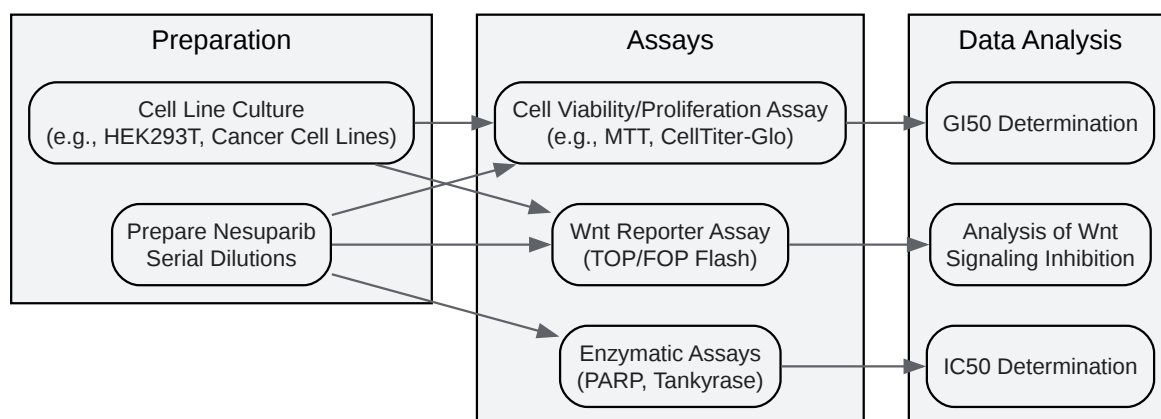 Preparation
Cell Line Culture
(e.g., HEK293T, Cancer Cell Lines)
Prepare Nesuparib
Serial Dilutions
Assays
Cell Viability/Proliferation Assay
(e.g., MTT, CellTiter-Glo)
Wnt Reporter Assay
(TOP/FOP Flash)
Enzymatic Assays
(PARP, Tankyrase)
Data Analysis
GI50 Determination
Analysis of Wnt
Signaling Inhibition
IC50 Determination